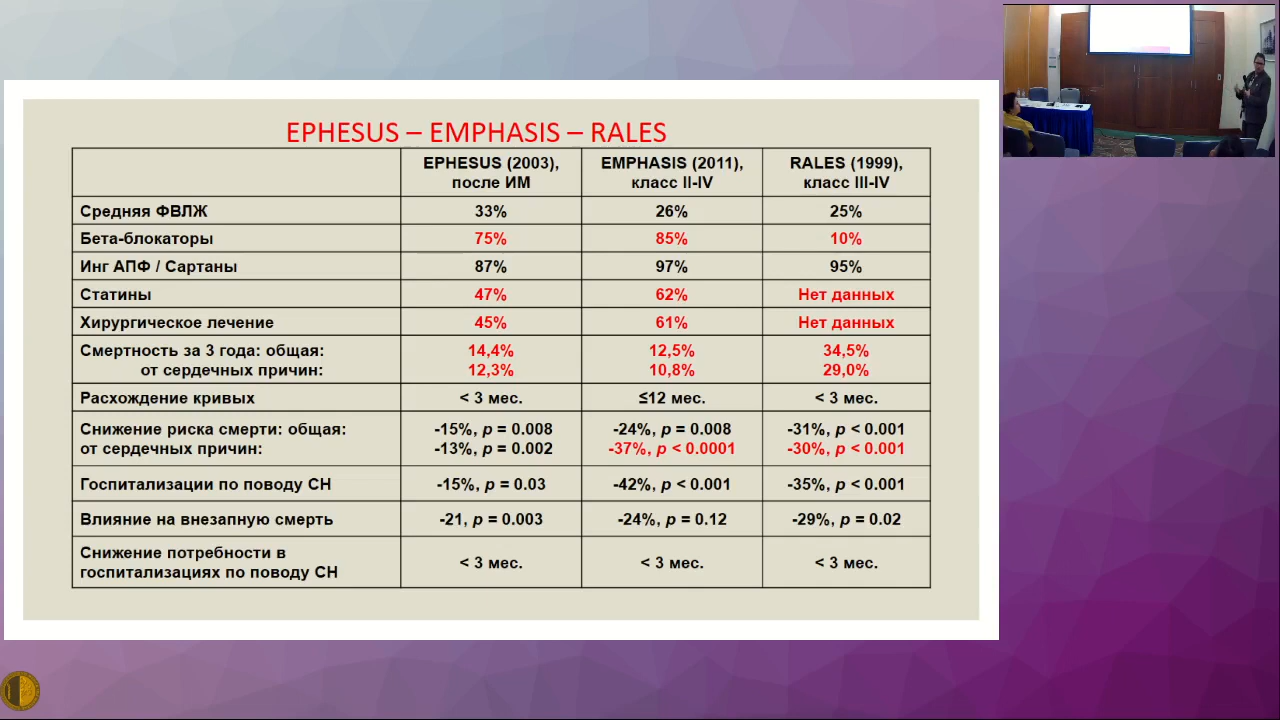 EPHESUS – EMPHASIS – RALES
EPHESUS (2003), EMPHASIS (2011), RALES (1999),
после ИМ класс II-IV класс III-IV
Средняя ФВЛЖ 33% 26% 25%
Бета-блокаторы 75% 85% 10%
Инг АПФ / Сартаны 87% 97% 95%
Статины 47% 62% Нет данных
Хирургическое лечение 45% 61% Нет данных
Смертность за 3 года: общая: 14,4% 12,5% 34,5%
от сердечных причин: 12,3% 10,8% 29,0%
Расхождение кривых < 3 мес. ≤12 мес. < 3 мес.
Снижение риска смерти: общая: -15%, p = 0.008 -24%, p = 0.008 -31%, p < 0.001
от сердечных причин: -13%, p = 0.002 -37%, p < 0.0001 -30%, p < 0.001
Госпитализации по поводу СН -15%, p = 0.03 -42%, p < 0.001 -35%, p < 0.001
Влияние на внезапную смерть -21, p = 0.003 -24%, p = 0.12 -29%, p = 0.02
Снижение потребности в
госпитализациях по поводу СН < 3 мес. < 3 мес. < 3 мес.